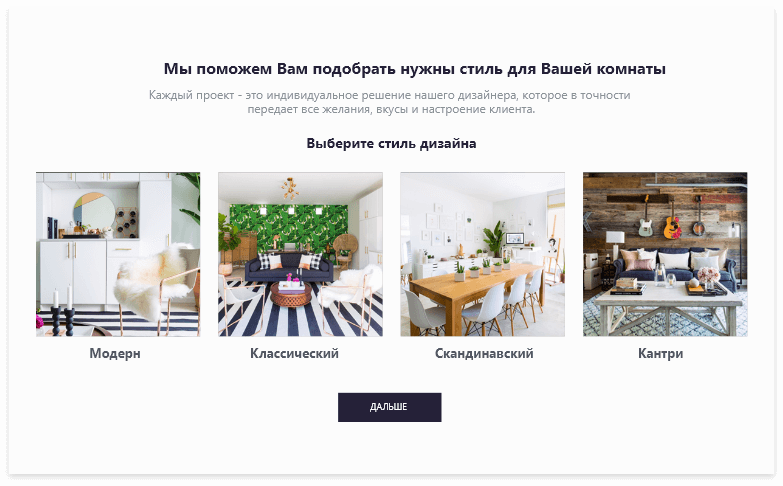 Мы поможем Вам подобрать нужны стиль для Вашей комнаты
Каждый проект - это индивидуальное решение нашего дизайнера, которое в точности
передает все желания, вкусы и настроение клиента.
Выберите стиль дизайна
Модерн
Классический
Скандинавский
Кантри
ДАЛЬШЕ